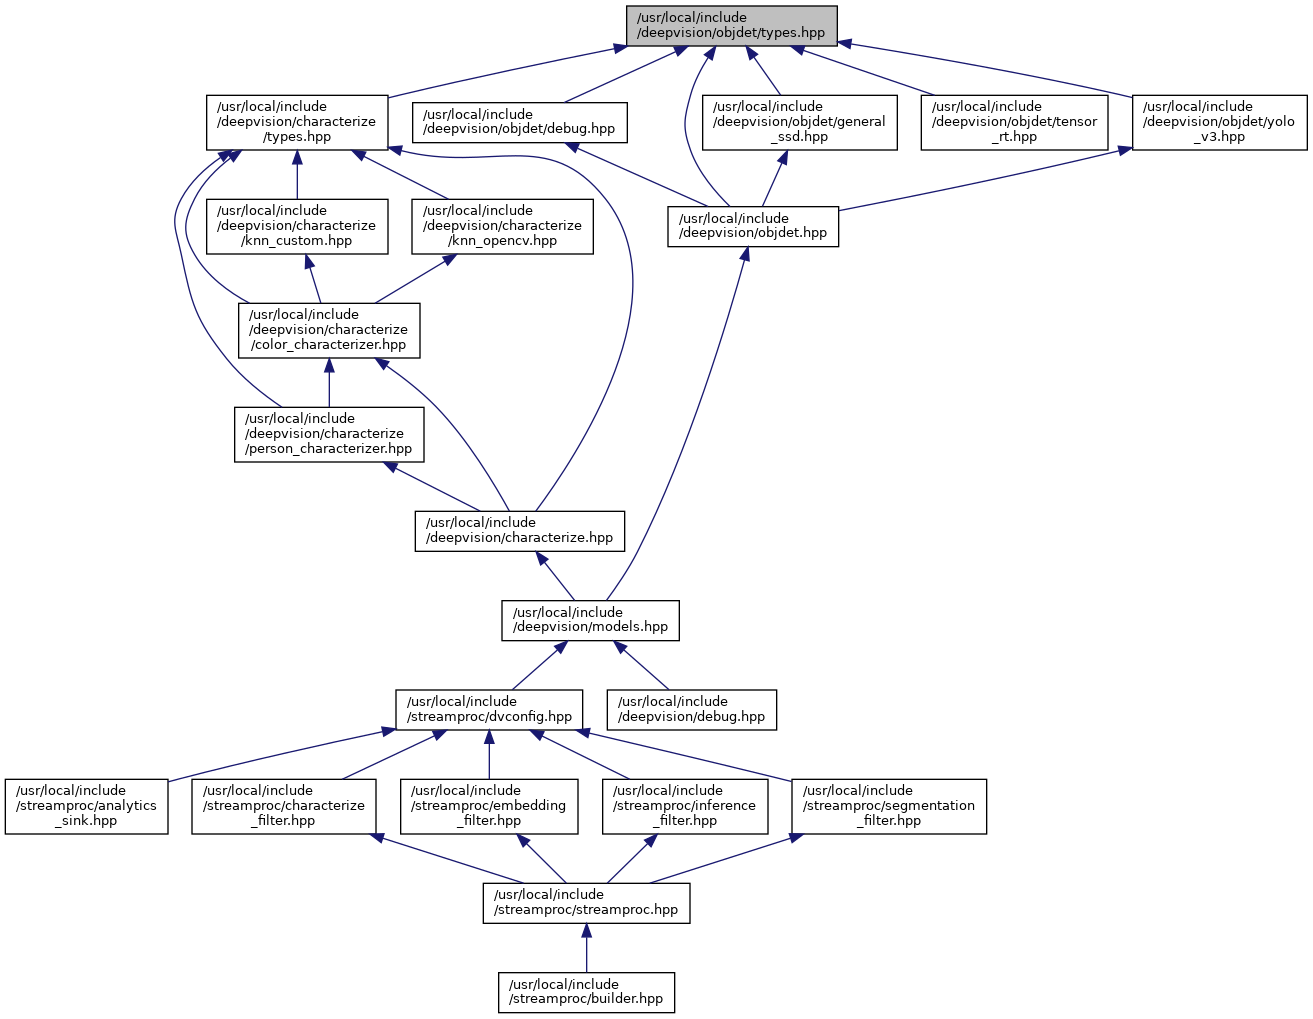 /usr/local/include
/deepvision/objdet/types.hpp
/usr/local/include
/deepvision/characterize
/types.hpp
/usr/local/include
/deepvision/objdet/debug.hpp
/usr/local/include
/deepvision/objdet/general
_ssd.hpp
/usr/local/include
/deepvision/objdet/tensor
_rt.hpp
/usr/local/include
/deepvision/objdet/yolo
_v3.hpp
/usr/local/include
/deepvision/characterize
/knn_custom.hpp
/usr/local/include
/deepvision/characterize
/knn_opencv.hpp
/usr/local/include
/deepvision/objdet.hpp
/usr/local/include
/deepvision/characterize
/color_characterizer.hpp
/usr/local/include
/deepvision/characterize
/person_characterizer.hpp
/usr/local/include
/deepvision/characterize.hpp
/usr/local/include
/deepvision/models.hpp
/usr/local/include
/streamproc/dvconfig.hpp
/usr/local/include
/deepvision/debug.hpp
/usr/local/include
/streamproc/analytics
_sink.hpp
/usr/local/include
/streamproc/characterize
_filter.hpp
/usr/local/include
/streamproc/embedding
_filter.hpp
/usr/local/include
/streamproc/inference
_filter.hpp
/usr/local/include
/streamproc/segmentation
_filter.hpp
/usr/local/include
/streamproc/streamproc.hpp
/usr/local/include
/streamproc/builder.hpp